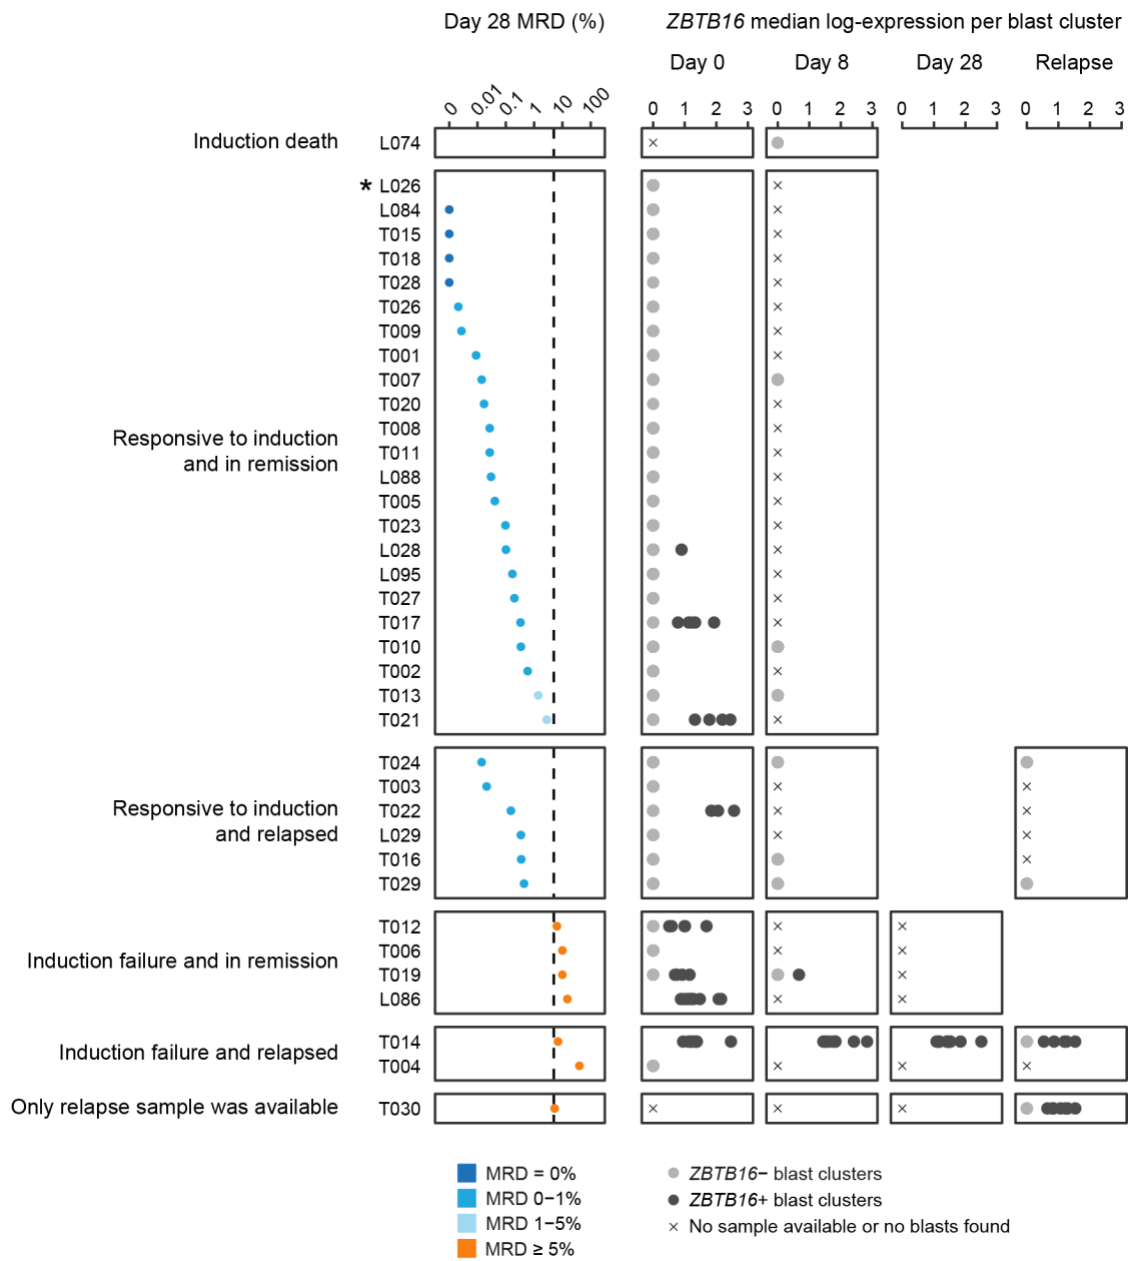 Day 28 MRD (%)
ZBTB16 median log-expression per blast cluster
Day 0 Day 8 Day 28 Relapse
0 0.01 0.1 1 10 100 0 1 2 3 0 1 2 3 0 1 2 3 0 1 2 3
Induction death L074
* L026
L084
T015
T018
T028
T026
T009
T001
T007
T020
T008
Responsive to induction
and in remission
T011
L088
T005
T023
L028
L095
T027
T017
T010
T002
T013
T021
T024
T003
Responsive to induction
and relapsed
T022
L029
T016
T029
T012
T006
Induction failure and in remission
T019
L086
Induction failure and relapsed
T014
T004
Only relapse sample was available T030
MRD = 0%
MRD 0−1%
MRD 1−5%
MRD ≥ 5%
ZBTB16− blast clusters
ZBTB16+ blast clusters
× No sample available or no blasts found